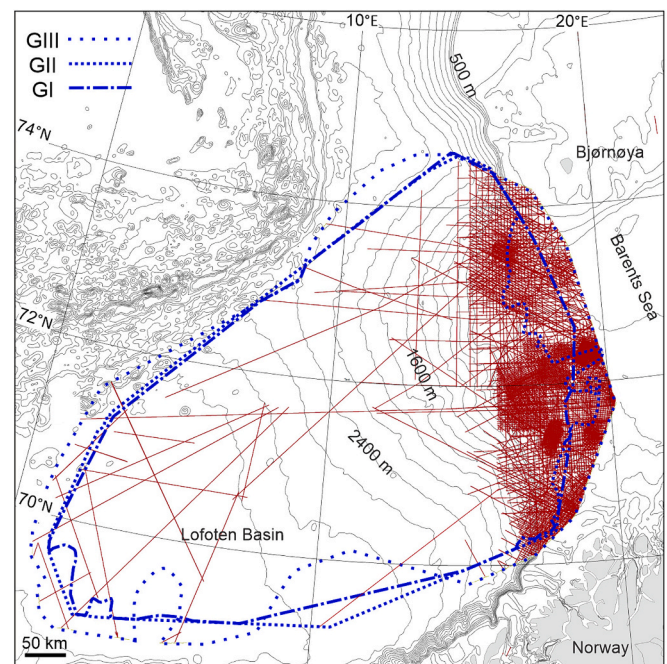 10°E
20°E
GIII
GII
GI
500 m
74°N
Bjørnøya
Barents Sea
72°N
1600 m
2400 m
70°N
Lofoten Basin
50 km
Norway